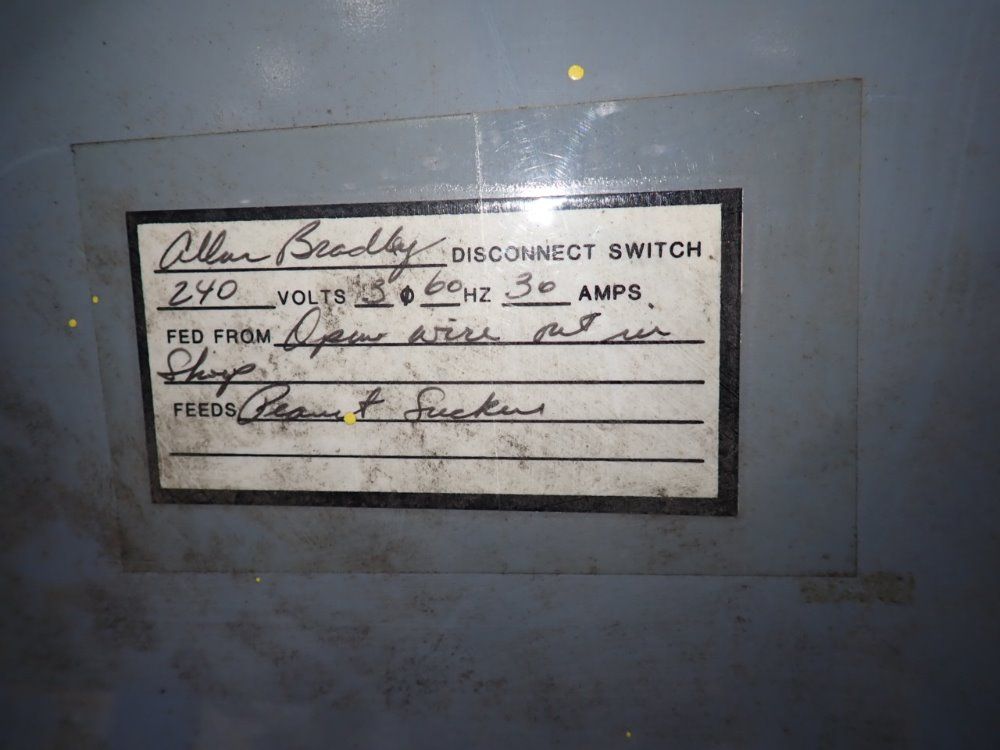 Allen Bradley DISCONNECT SWITCH
240 VOLTS 3 φ 60 HZ 30 AMPS
FED FROM Open wire out in
Shop
FEEDS Peanut Sucker